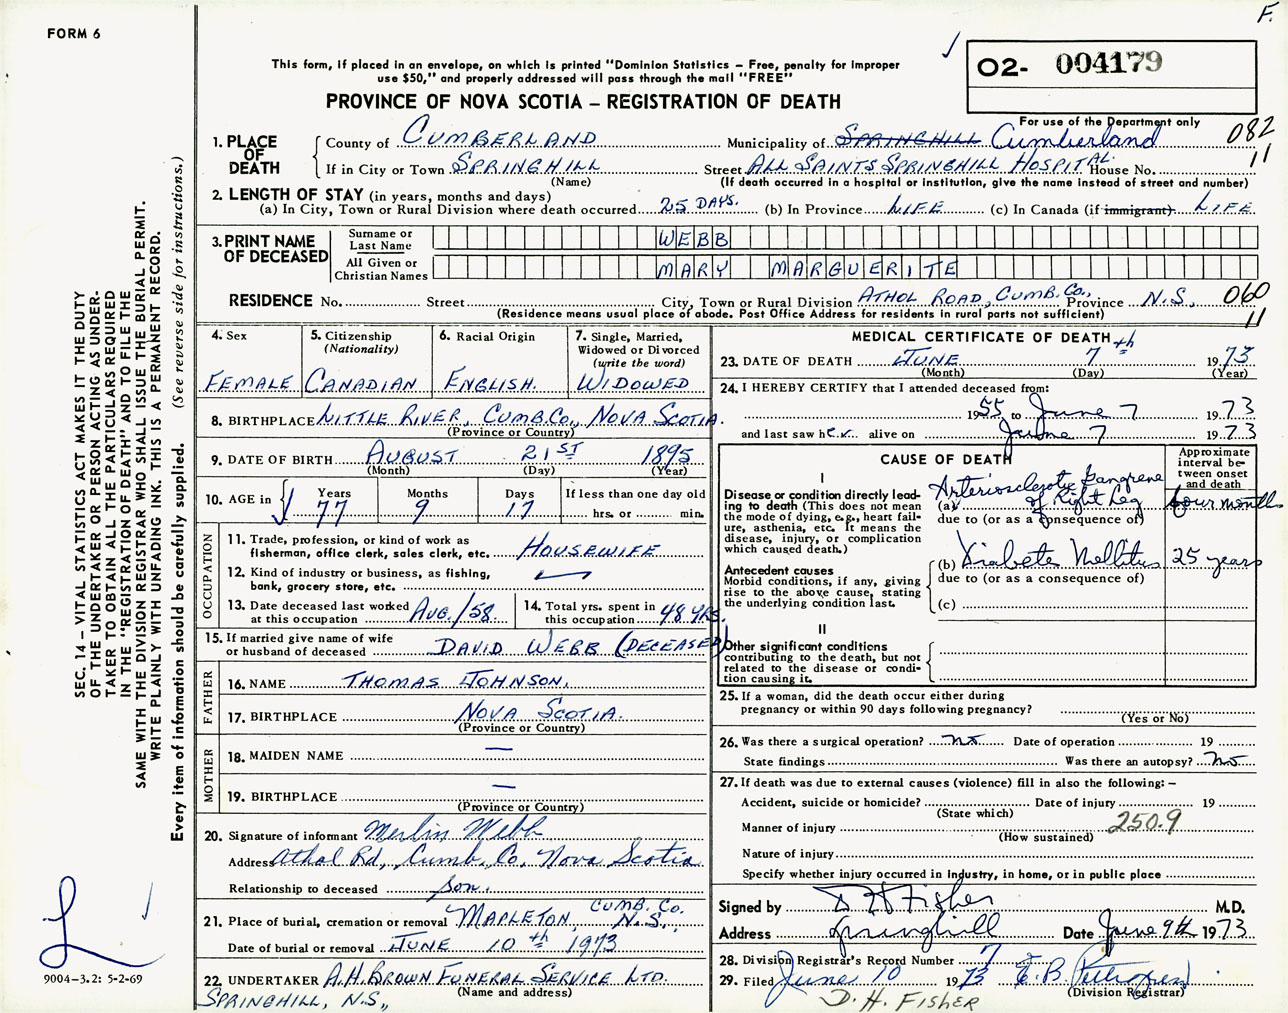 F.
FORM 6
This form, if placed in an envelope, on which is printed "Dominion Statistics – Free, penalty for improper
use $50," and properly addressed will pass through the mail "FREE"
O2- 004179
PROVINCE OF NOVA SCOTIA – REGISTRATION OF DEATH
For use of the Department only
1. PLACE OF DEATH
County of CUMBERLAND Municipality of SPRINGHILL Cumberland 082
If in City or Town SPRINGHILL Street ALL SAINTS SPRINGHILL HOSPITAL House No. 11
(Name) (If death occurred in a hospital or institution, give the name instead of street and number)
2. LENGTH OF STAY (in years, months and days)
(a) In City, Town or Rural Division where death occurred 25 DAYS. (b) In Province LIFE (c) In Canada (if immigrant) LIFE
3. PRINT NAME OF DECEASED
Surname or Last Name WEBB
All Given or Christian Names MARY MARGUERITE
RESIDENCE No. Street City, Town or Rural Division ATHOL ROAD, CUMB. CO., Province N.S. 060
(Residence means usual place of abode. Post Office Address for residents in rural parts not sufficient) 11
4. Sex
FEMALE
5. Citizenship
(Nationality)
CANADIAN
6. Racial Origin
ENGLISH.
7. Single, Married,
Widowed or Divorced
(write the word)
WIDOWED
8. BIRTHPLACE LITTLE RIVER, CUMB. CO., NOVA SCOTIA.
(Province or Country)
9. DATE OF BIRTH AUGUST 21ST 1895
(Month) (Day) (Year)
10. AGE in Years Months Days If less than one day old
77 9 17 hrs. or min.
OCCUPATION
11. Trade, profession, or kind of work as
fisherman, office clerk, sales clerk, etc. HOUSEWIFE
12. Kind of industry or business, as fishing,
bank, grocery store, etc.
13. Date deceased last worked
at this occupation AUG./58
14. Total yrs. spent in
this occupation 48 YRS.
15. If married give name of wife
or husband of deceased DAVID WEBB (DECEASED)
FATHER
16. NAME THOMAS JOHNSON.
17. BIRTHPLACE NOVA SCOTIA.
(Province or Country)
MOTHER
18. MAIDEN NAME —
19. BIRTHPLACE —
(Province or Country)
20. Signature of informant Merlin Webb
Address Athol Rd, Cumb. Co. Nova Scotia
Relationship to deceased son.
21. Place of burial, cremation or removal MAPLETON, CUMB. CO. N.S.,
Date of burial or removal JUNE 10th 1973
22. UNDERTAKER A.H. BROWN FUNERAL SERVICE LTD.
(Name and address)
SPRINGHILL, N.S.,
MEDICAL CERTIFICATE OF DEATH
23. DATE OF DEATH JUNE 7th 1973
(Month) (Day) (Year)
24. I HEREBY CERTIFY that I attended deceased from:
1955 to June 7 1973
and last saw her alive on June 7 1973
CAUSE OF DEATH
Approximate
interval be-
tween onset
and death
I
Disease or condition directly lead-
ing to death (This does not mean
the mode of dying, e.g., heart fail-
ure, asthenia, etc. It means the
disease, injury, or complication
which caused death.)
(a) Arteriosclerotic Gangrene of Right Leg four months
due to (or as a consequence of)
Antecedent causes
Morbid conditions, if any, giving
rise to the above cause, stating
the underlying condition last.
(b) Diabetes Mellitus 25 years
due to (or as a consequence of)
(c)
II
Other significant conditions
contributing to the death, but not
related to the disease or condi-
tion causing it.
25. If a woman, did the death occur either during
pregnancy or within 90 days following pregnancy?
(Yes or No)
26. Was there a surgical operation? no Date of operation 19
State findings Was there an autopsy? no
27. If death was due to external causes (violence) fill in also the following: –
Accident, suicide or homicide? Date of injury 19
(State which)
Manner of injury 250.9
(How sustained)
Nature of injury
Specify whether injury occurred in industry, in home, or in public place
Signed by D H Fisher M.D.
Address Springhill Date June 9th 1973
28. Division Registrar's Record Number 7
29. Filed June 10 1973 E. B.
(Division Registrar)
D. H. FISHER
SEC. 14 – VITAL STATISTICS ACT MAKES IT THE DUTY
OF THE UNDERTAKER OR PERSON ACTING AS UNDER-
TAKER TO OBTAIN ALL THE PARTICULARS REQUIRED
IN THE "REGISTRATION OF DEATH" AND TO FILE THE
SAME WITH THE DIVISION REGISTRAR WHO SHALL ISSUE THE BURIAL PERMIT.
WRITE PLAINLY WITH UNFADING INK. THIS IS A PERMANENT RECORD.
Every item of information should be carefully supplied. (See reverse side for instructions.)
L
9004-3.2: 5-2-69